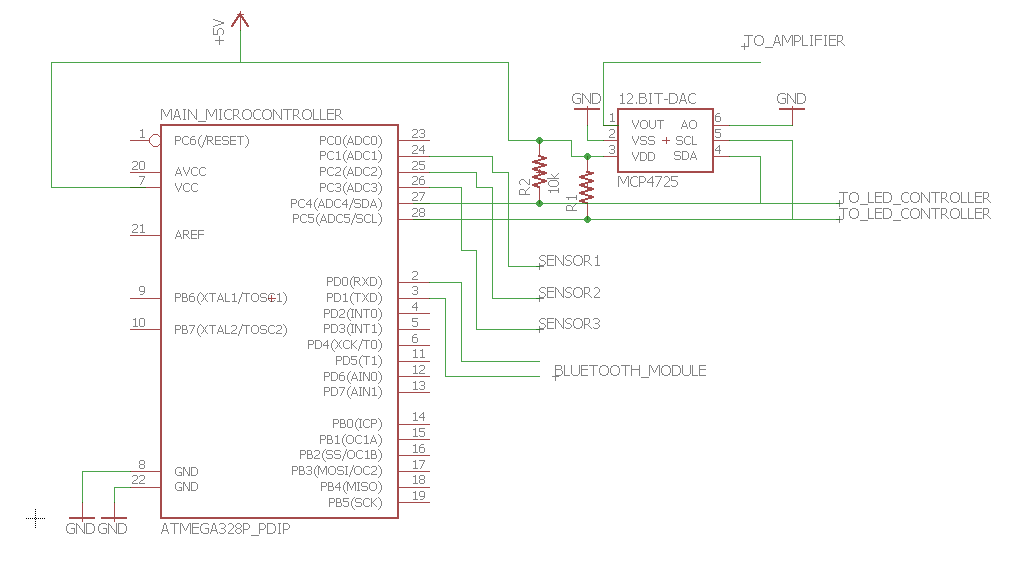 +5V
TO_AMPLIFIER
MAIN_MICROCONTROLLER
GND
12.BIT-DAC
GND
1 VOUT AO 6
2 VSS SCL 5
3 VDD SDA 4
MCP4725
R2
10k
R1
1 PC6(/RESET) PC0(ADC0) 23
PC1(ADC1) 24
20 AVCC PC2(ADC2) 25
7 VCC PC3(ADC3) 26
PC4(ADC4/SDA) 27
TO_LED_CONTROLLER
PC5(ADC5/SCL) 28
TO_LED_CONTROLLER
21 AREF
SENSOR1
PD0(RXD) 2
9 PB6(XTAL1/TOSC1) PD1(TXD) 3
SENSOR2
PD2(INT0) 4
10 PB7(XTAL2/TOSC2) PD3(INT1) 5
SENSOR3
PD4(XCK/T0) 6
PD5(T1) 11
PD6(AIN0) 12
BLUETOOTH_MODULE
PD7(AIN1) 13
PB0(ICP) 14
PB1(OC1A) 15
PB2(SS/OC1B) 16
8 GND PB3(MOSI/OC2) 17
22 GND PB4(MISO) 18
PB5(SCK) 19
GND GND
ATMEGA328P_PDIP